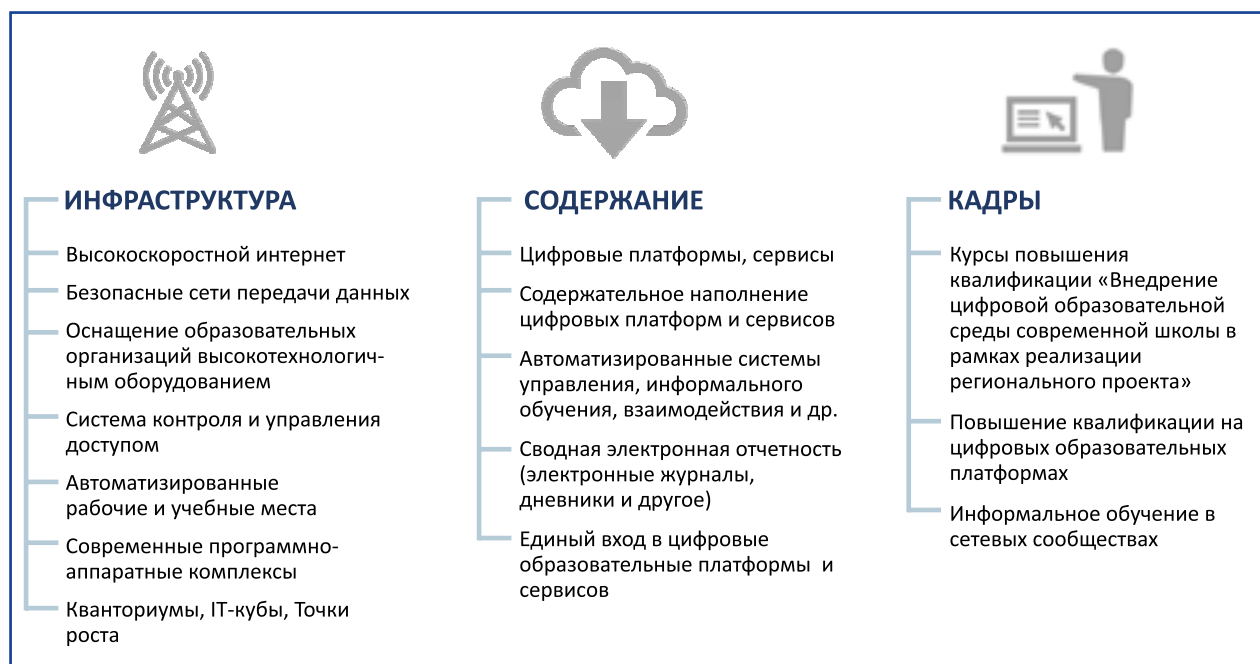 ИНФРАСТРУКТУРА
Высокоскоростной интернет
Безопасные сети передачи данных
Оснащение образовательных
организаций высокотехнологич-
ным оборудованием
Система контроля и управления
доступом
Автоматизированные
рабочие и учебные места
Современные программно-
аппаратные комплексы
Кванториумы, IT-кубы, Точки
роста
СОДЕРЖАНИЕ
Цифровые платформы, сервисы
Содержательное наполнение
цифровых платформ и сервисов
Автоматизированные системы
управления, информального
обучения, взаимодействия и др.
Сводная электронная отчетность
(электронные журналы,
дневники и другое)
Единый вход в цифровые
образовательные платформы и
сервисов
КАДРЫ
Курсы повышения
квалификации «Внедрение
цифровой образовательной
среды современной школы в
рамках реализации
регионального проекта»
Повышение квалификации на
цифровых образовательных
платформах
Информальное обучение в
сетевых сообществах